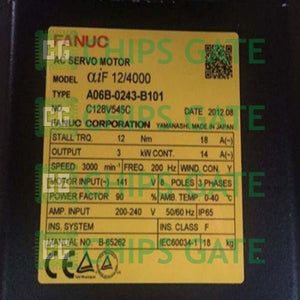 CHIPS GATE
FANUC
AC SERVO MOTOR
MODEL αiF 12/4000
TYPE A06B-0243-B101
NO. C128V545C DATE 2012.08
FANUC CORPORATION YAMANASHI, MADE IN JAPAN
STALL TRQ. 12 Nm 18 A(~)
OUTPUT 3 kW CONT. 14 A(~)
SPEED 3000 min⁻¹ FREQ. 200 Hz WIND. CON. Y
MOTOR INPUT(~) 141 V 8 POLES 3 PHASES
POWER FACTOR 90 % AMB. TEMP. 0-40 °C
AMP. INPUT 200-240 V 50/60 Hz IP65
INS. SYSTEM INS. CLASS F
MANUAL NO. B-65262 IEC60034-1 18 kg
CE